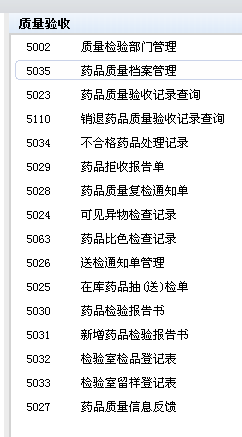 质量验收
5002 质量检验部门管理
5035 药品质量档案管理
5023 药品质量验收记录查询
5110 销退药品质量验收记录查询
5034 不合格药品处理记录
5029 药品拒收报告单
5028 药品质量复检通知单
5024 可见异物检查记录
5063 药品比色检查记录
5026 送检通知单管理
5025 在库药品抽(送)检单
5030 药品检验报告书
5031 新增药品检验报告书
5032 检验室检品登记表
5033 检验室留样登记表
5027 药品质量信息反馈